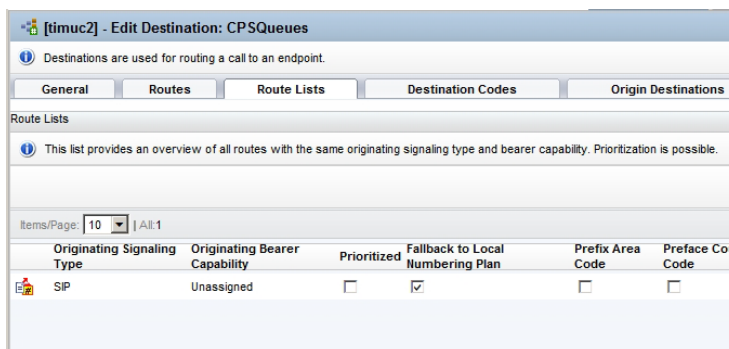 [timuc2] - Edit Destination: CPSQueues
Destinations are used for routing a call to an endpoint.
General Routes Route Lists Destination Codes Origin Destinations
Route Lists
This list provides an overview of all routes with the same originating signaling type and bearer capability. Prioritization is possible.
Items/Page: 10 | All:1
Originating Signaling Originating Bearer Prioritized Fallback to Local Prefix Area Preface Co
Type Capability Numbering Plan Code Code
SIP Unassigned